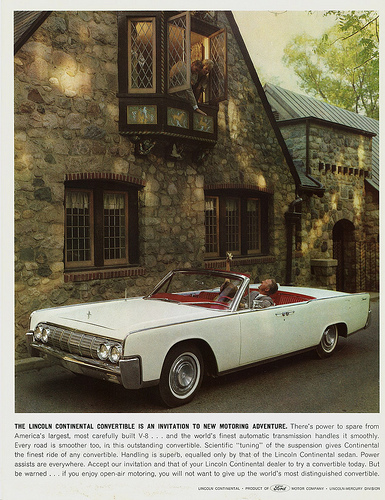 THE LINCOLN CONTINENTAL CONVERTIBLE IS AN INVITATION TO NEW MOTORING ADVENTURE. There's power to spare from
America's largest, most carefully built V-8 . . . and the world's finest automatic transmission handles it smoothly.
Every road is smoother too, in this outstanding convertible. Scientific "tuning" of the suspension gives Continental
the finest ride of any convertible. Handling is superb, equalled only by that of the Lincoln Continental sedan. Power
assists are everywhere. Accept our invitation and that of your Lincoln Continental dealer to try a convertible today. But
be warned . . . if you enjoy open-air motoring, you will not want to give up the world's most distinguished convertible.
LINCOLN CONTINENTAL · PRODUCT OF Ford MOTOR COMPANY · LINCOLN-MERCURY DIVISION